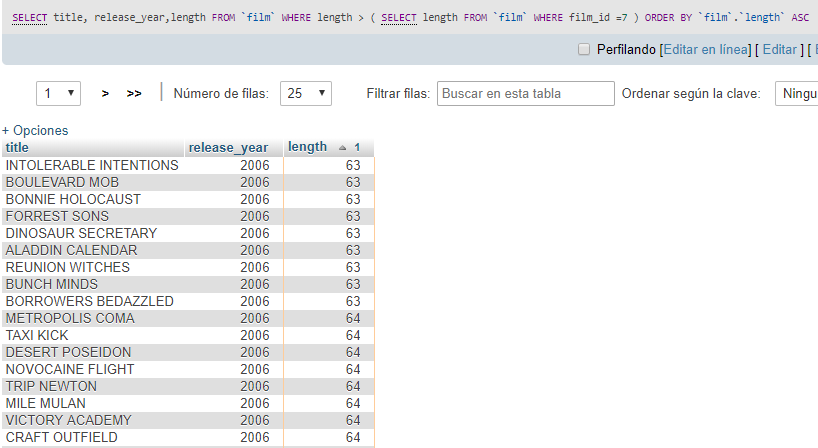 SELECT title, release_year,length FROM `film` WHERE length > ( SELECT length FROM `film` WHERE film_id =7 ) ORDER BY `film`.`length` ASC
Perfilando [Editar en línea] [ Editar ] [
1 > >> Número de filas: 25 Filtrar filas: Buscar en esta tabla Ordenar según la clave:
+ Opciones
title release_year length 1
INTOLERABLE INTENTIONS 2006 63
BOULEVARD MOB 2006 63
BONNIE HOLOCAUST 2006 63
FORREST SONS 2006 63
DINOSAUR SECRETARY 2006 63
ALADDIN CALENDAR 2006 63
REUNION WITCHES 2006 63
BUNCH MINDS 2006 63
BORROWERS BEDAZZLED 2006 63
METROPOLIS COMA 2006 64
TAXI KICK 2006 64
DESERT POSEIDON 2006 64
NOVOCAINE FLIGHT 2006 64
TRIP NEWTON 2006 64
MILE MULAN 2006 64
VICTORY ACADEMY 2006 64
CRAFT OUTFIELD 2006 64